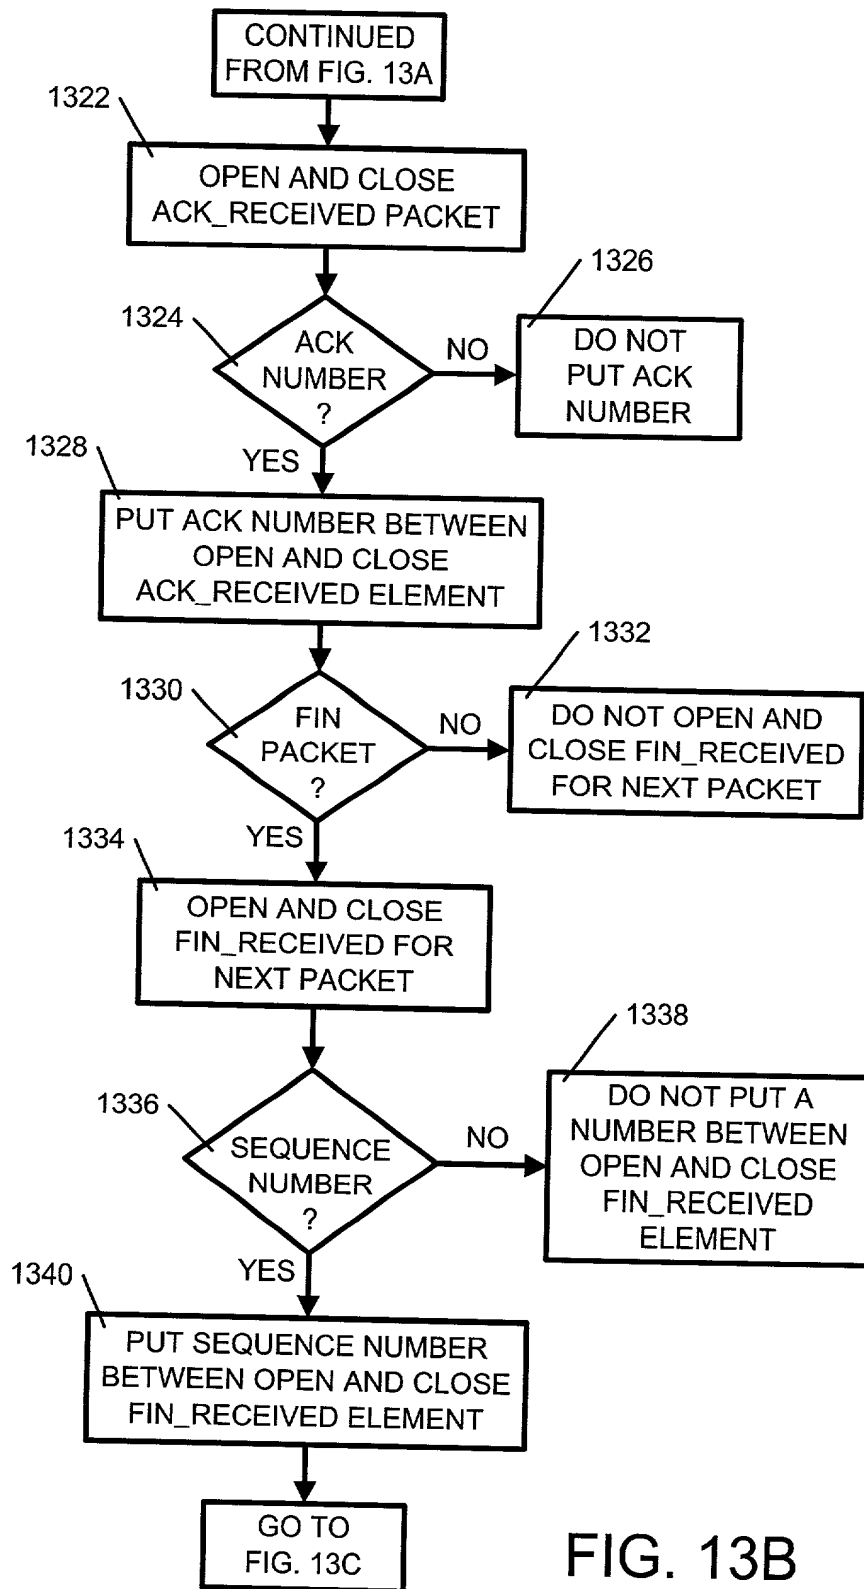 CONTINUED
FROM FIG. 13A
1322
OPEN AND CLOSE
ACK_RECEIVED PACKET
1324
ACK
NUMBER
?
NO
1326
DO NOT
PUT ACK
NUMBER
YES
1328
PUT ACK NUMBER BETWEEN
OPEN AND CLOSE
ACK_RECEIVED ELEMENT
1330
FIN
PACKET
?
NO
1332
DO NOT OPEN AND
CLOSE FIN_RECEIVED
FOR NEXT PACKET
YES
1334
OPEN AND CLOSE
FIN_RECEIVED FOR
NEXT PACKET
1336
SEQUENCE
NUMBER
?
NO
1338
DO NOT PUT A
NUMBER BETWEEN
OPEN AND CLOSE
FIN_RECEIVED
ELEMENT
YES
1340
PUT SEQUENCE NUMBER
BETWEEN OPEN AND CLOSE
FIN_RECEIVED ELEMENT
GO TO
FIG. 13C
FIG. 13B